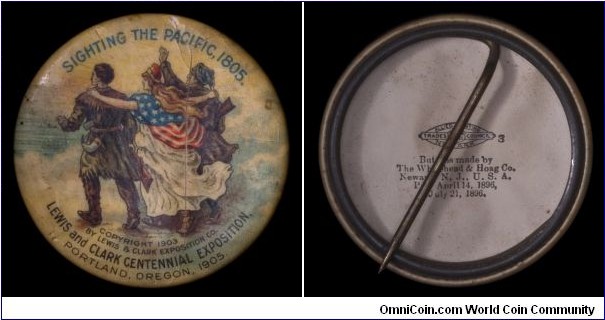 SIGHTING THE PACIFIC, 1805.
COPYRIGHT 1903
BY LEWIS & CLARK EXPOSITION CO.
LEWIS and CLARK CENTENNIAL EXPOSITION.
PORTLAND, OREGON, 1905.
TRADES COUNCIL
3
made by
The & Hoag Co.
Newark, N. J., U. S. A.
April 14, 1896,
July 21, 1896.
OmniCoin.com World Coin Community